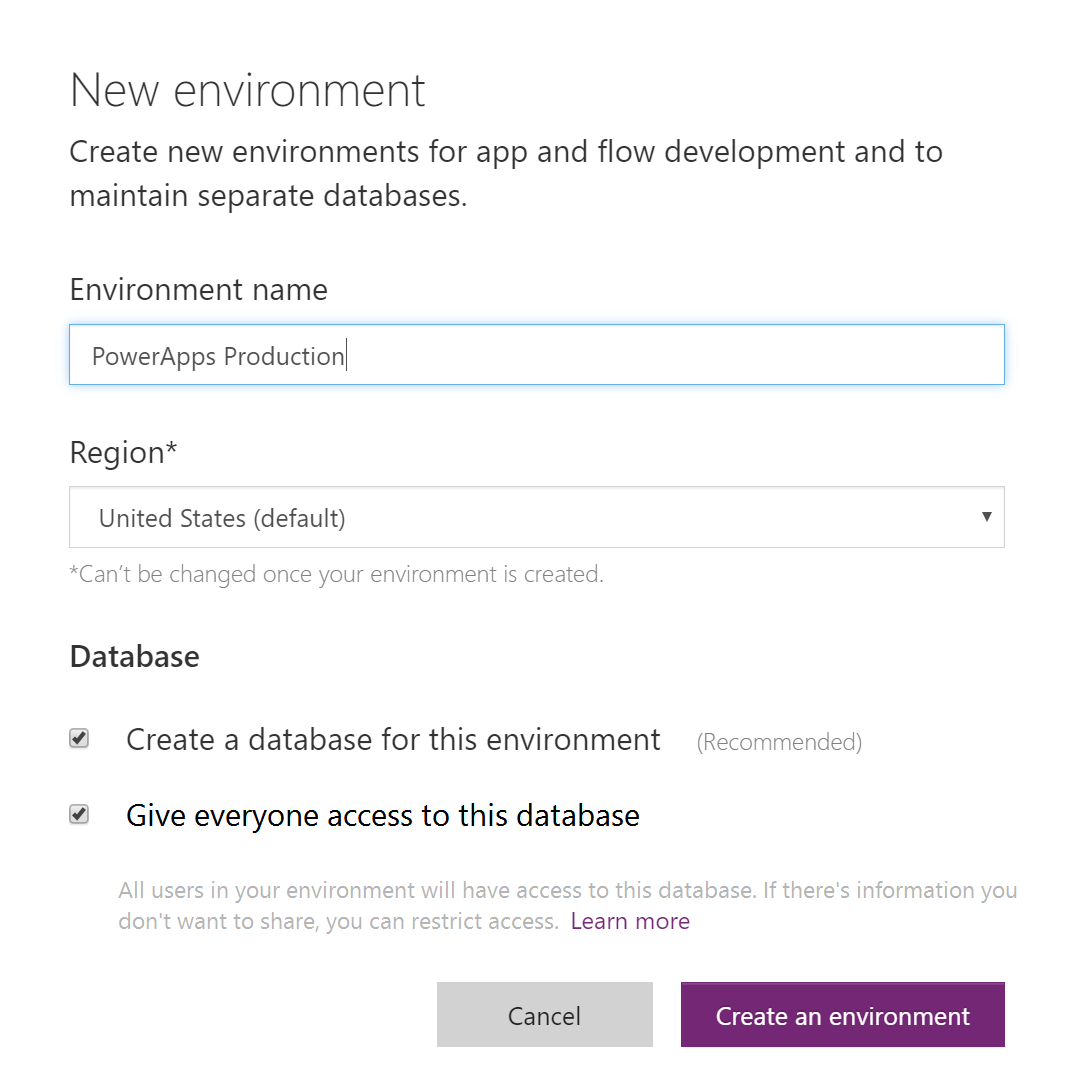 New environment
Create new environments for app and flow development and to
maintain separate databases.
Environment name
PowerApps Production
Region*
United States (default)
*Can’t be changed once your environment is created.
Database
Create a database for this environment (Recommended)
Give everyone access to this database
All users in your environment will have access to this database. If there's information you
don't want to share, you can restrict access. Learn more
Cancel Create an environment